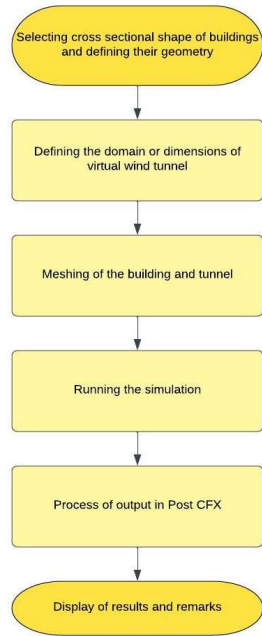 Selecting cross sectional shape of buildings
and defining their geometry
Defining the domain or dimensions of
virtual wind tunnel
Meshing of the building and tunnel
Running the simulation
Process of output in Post CFX
Display of results and remarks